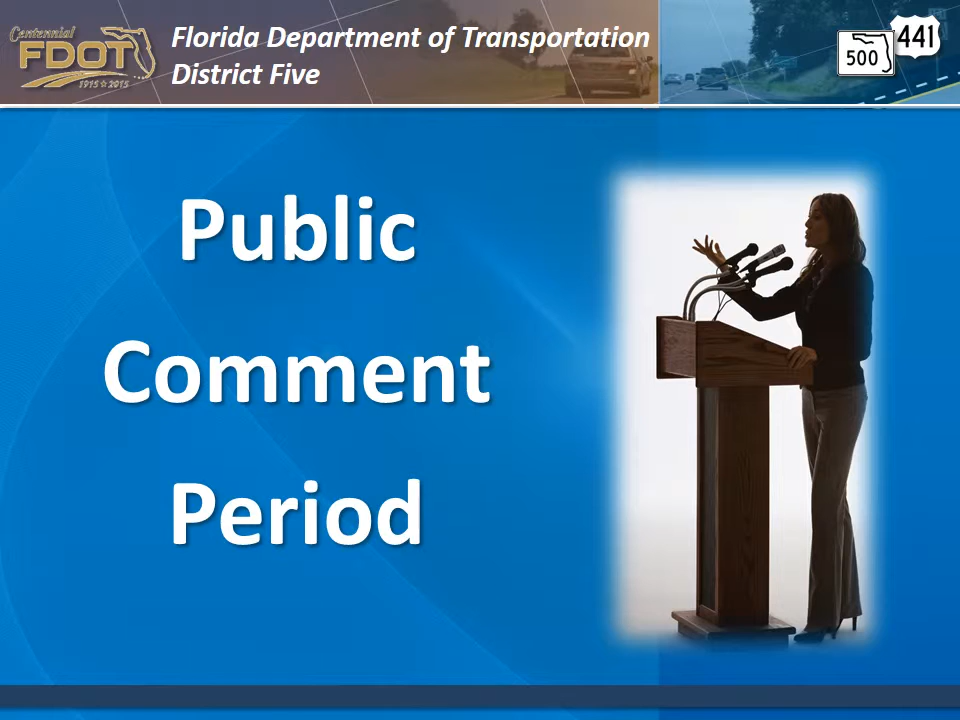 Centennial
FDOT
1915★2015
Florida Department of Transportation
District Five
500
441
Public
Comment
Period